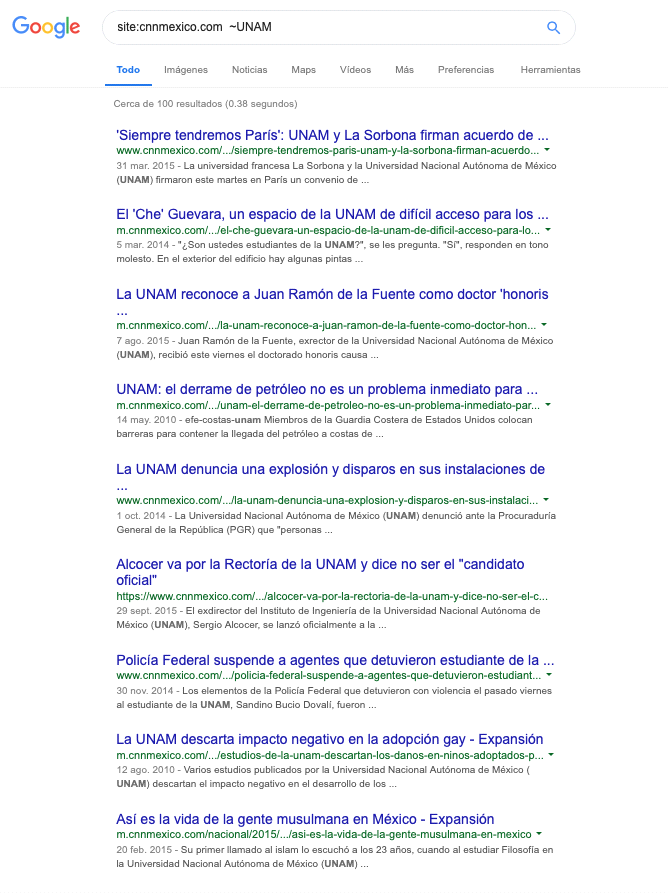 Google
site:cnnmexico.com ~UNAM
Todo Imágenes Noticias Maps Vídeos Más Preferencias Herramientas
Cerca de 100 resultados (0.38 segundos)
'Siempre tendremos París': UNAM y La Sorbona firman acuerdo de ...
www.cnnmexico.com/.../siempre-tendremos-paris-unam-y-la-sorbona-firman-acuerdo...
31 mar. 2015 - La universidad francesa La Sorbona y la Universidad Nacional Autónoma de México
(UNAM) firmaron este martes en París un convenio de ...
El 'Che' Guevara, un espacio de la UNAM de difícil acceso para los ...
m.cnnmexico.com/.../el-che-guevara-un-espacio-de-la-unam-de-dificil-acceso-para-lo...
5 mar. 2014 - "¿Son ustedes estudiantes de la UNAM?", se les pregunta. "Sí", responden en tono
molesto. En el exterior del edificio hay algunas pintas ...
La UNAM reconoce a Juan Ramón de la Fuente como doctor 'honoris
...
m.cnnmexico.com/.../la-unam-reconoce-a-juan-ramon-de-la-fuente-como-doctor-hon...
7 ago. 2015 - Juan Ramón de la Fuente, exrector de la Universidad Nacional Autónoma de México
(UNAM), recibió este viernes el doctorado honoris causa ...
UNAM: el derrame de petróleo no es un problema inmediato para ...
m.cnnmexico.com/.../unam-el-derrame-de-petroleo-no-es-un-problema-inmediato-par...
14 may. 2010 - efe-costas-unam Miembros de la Guardia Costera de Estados Unidos colocan
barreras para contener la llegada del petróleo a costas de ...
La UNAM denuncia una explosión y disparos en sus instalaciones de
...
www.cnnmexico.com/.../la-unam-denuncia-una-explosion-y-disparos-en-sus-instalaci...
1 oct. 2014 - La Universidad Nacional Autónoma de México (UNAM) denunció ante la Procuraduría
General de la República (PGR) que "personas ...
Alcocer va por la Rectoría de la UNAM y dice no ser el "candidato
oficial"
https://www.cnnmexico.com/.../alcocer-va-por-la-rectoria-de-la-unam-y-dice-no-ser-el-c...
29 sept. 2015 - El exdirector del Instituto de Ingeniería de la Universidad Nacional Autónoma de
México (UNAM), Sergio Alcocer, se lanzó oficialmente a la ...
Policía Federal suspende a agentes que detuvieron estudiante de la ...
www.cnnmexico.com/.../policia-federal-suspende-a-agentes-que-detuvieron-estudiant...
30 nov. 2014 - Los elementos de la Policía Federal que detuvieron con violencia el pasado viernes
al estudiante de la UNAM, Sandino Bucio Dovalí, fueron ...
La UNAM descarta impacto negativo en la adopción gay - Expansión
m.cnnmexico.com/.../estudios-de-la-unam-descartan-los-danos-en-ninos-adoptados-p...
12 ago. 2010 - Varios estudios publicados por la Universidad Nacional Autónoma de México (
UNAM) descartan el impacto negativo en el desarrollo de los ...
Así es la vida de la gente musulmana en México - Expansión
m.cnnmexico.com/nacional/2015/.../asi-es-la-vida-de-la-gente-musulmana-en-mexico
20 feb. 2015 - Su primer llamado al islam lo escuchó a los 23 años, cuando al estudiar Filosofía en
la Universidad Nacional Autónoma de México (UNAM) ...